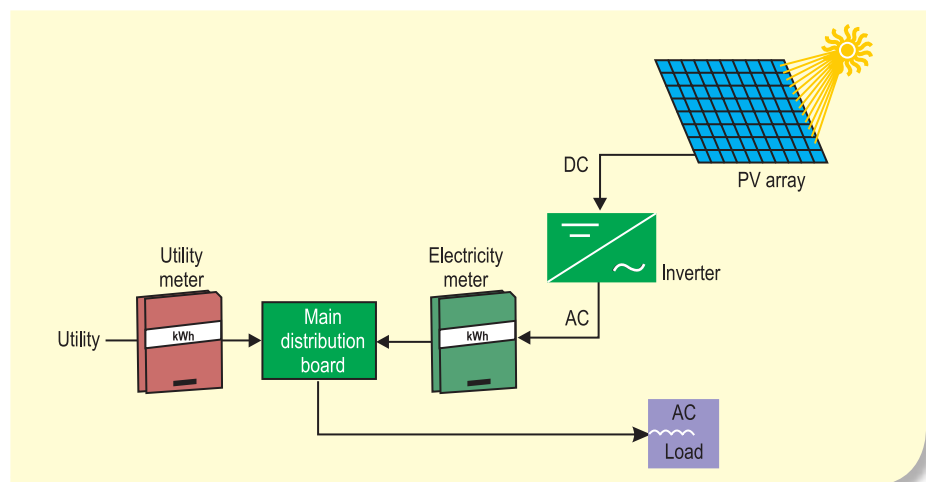 PV array
DC
Inverter
AC
Electricity
meter
kWh
Utility
meter
kWh
Utility
Main
distribution
board
AC
Load